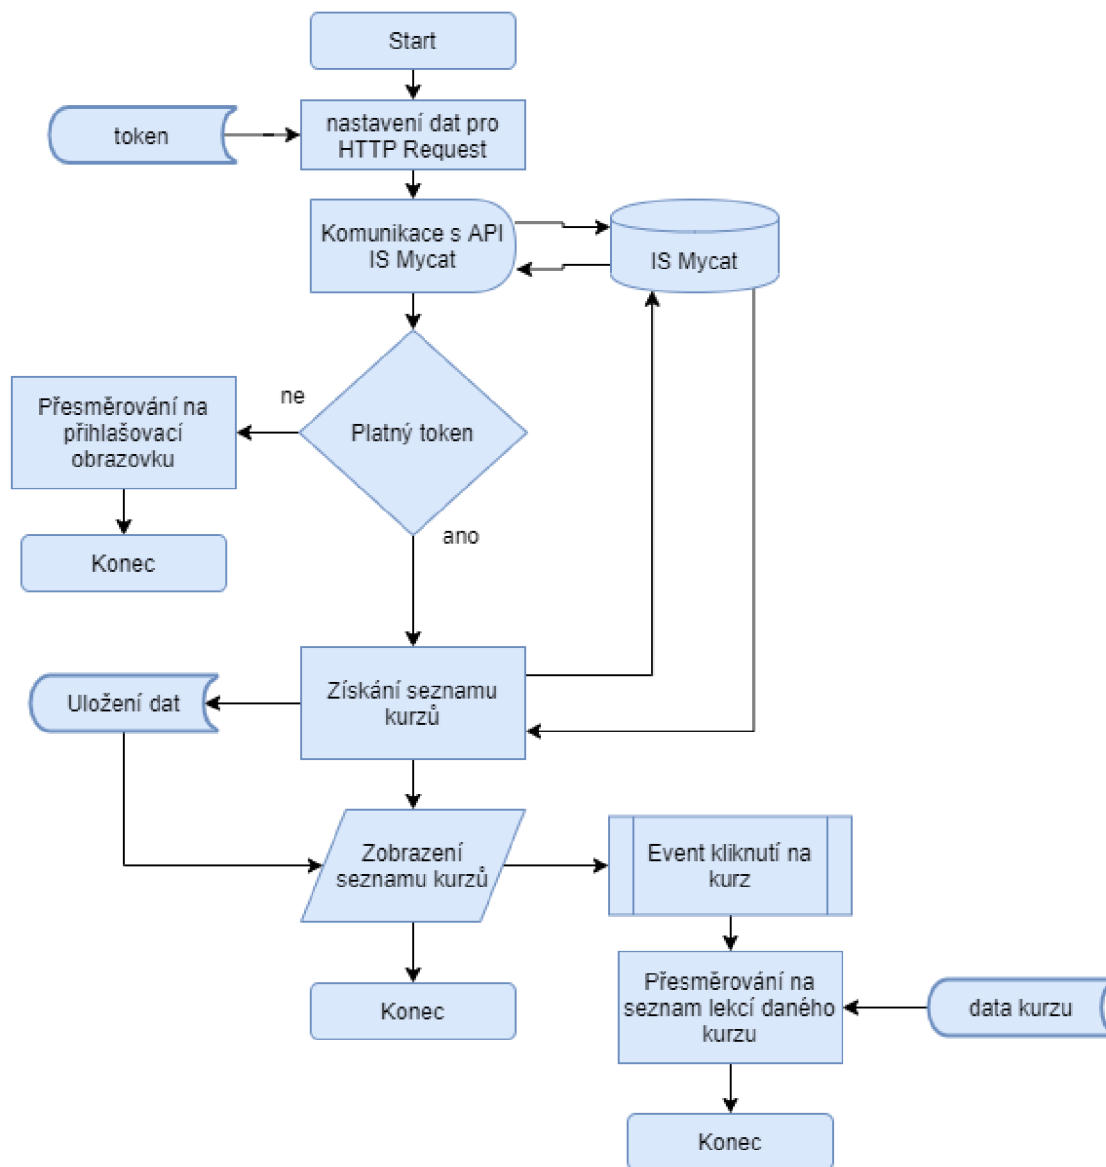 Start
token
nastavení dat pro
HTTP Request
Komunikace s API
IS Mycat
IS Mycat
ne
Přesměrování na
přihlašovací
obrazovku
Platný token
ano
Konec
Uložení dat
Získání seznamu
kurzů
Zobrazení
seznamu kurzů
Event kliknutí na
kurz
Konec
Přesměrování na
seznam lekcí daného
kurzu
data kurzu
Konec